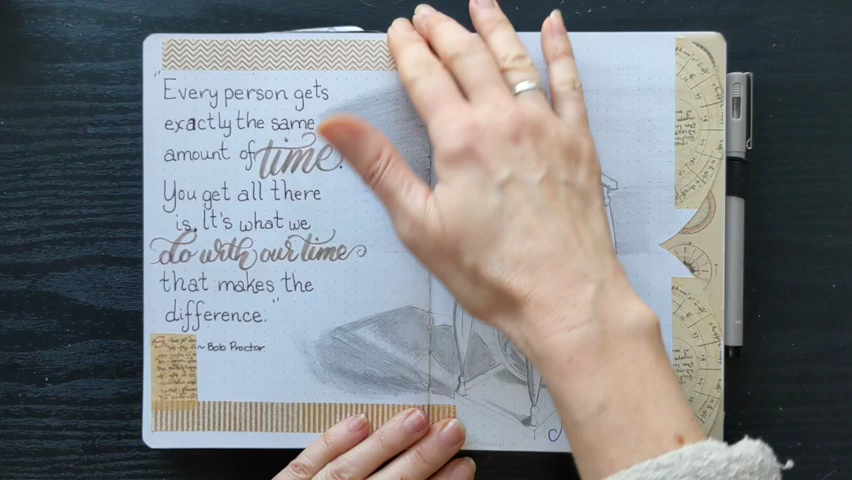 "Every person gets
exactly the same
amount of time.
You get all there
is. It's what we
do with our time
that makes the
difference."
~ Bob Proctor